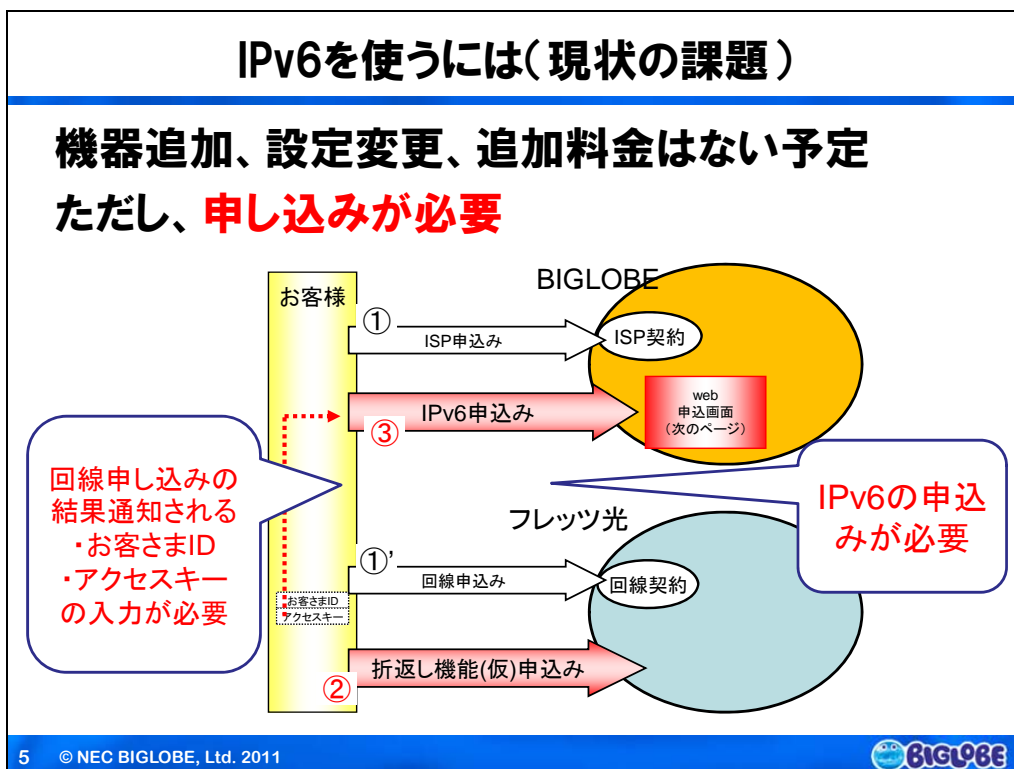 IPv6を使うには(現状の課題)
機器追加、設定変更、追加料金はない予定
ただし、申し込みが必要
お客様
BIGLOBE
①
ISP申込み
ISP契約
③
IPv6申込み
web
申込画面
(次のページ)
回線申し込みの
結果通知される
・お客さまID
・アクセスキー
の入力が必要
IPv6の申込
みが必要
フレッツ光
①’
回線申込み
回線契約
お客さまID
アクセスキー
②
折返し機能(仮)申込み
5 © NEC BIGLOBE, Ltd. 2011
BIGLOBE